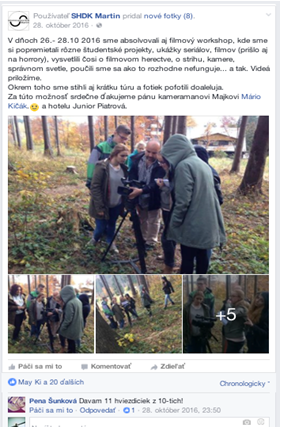 Používateľ SHDK Martin pridal nové fotky (8).
28. október 2016 ·
V dňoch 26.- 28.10 2016 sme absolvovali aj filmový workshop, kde sme
si popremietali rôzne študentské projekty, ukážky seriálov, filmov (prišlo aj
na horrory), vysvetlili čosi o filmovom herectve, o strihu, kamere,
správnom svetle, poučili sme sa ako to rozhodne nefunguje... a tak. Videá
priložíme.
Okrem toho sme stihli aj krátku túru a fotiek pofotili doaleluja.
Za túto možnosť srdečne ďakujeme pánu kameramanovi Majkovi Mário
Kičák. a hotelu Junior Piatrová.
+5
Páči sa mi to Komentovať Zdieľať
May Ki a 20 ďalších
Chronologicky
Pena Šunková Davam 11 hviezdiciek z 10-tich!
Páči sa mi to · Odpovedať · 1 · 28. október 2016, 23:50